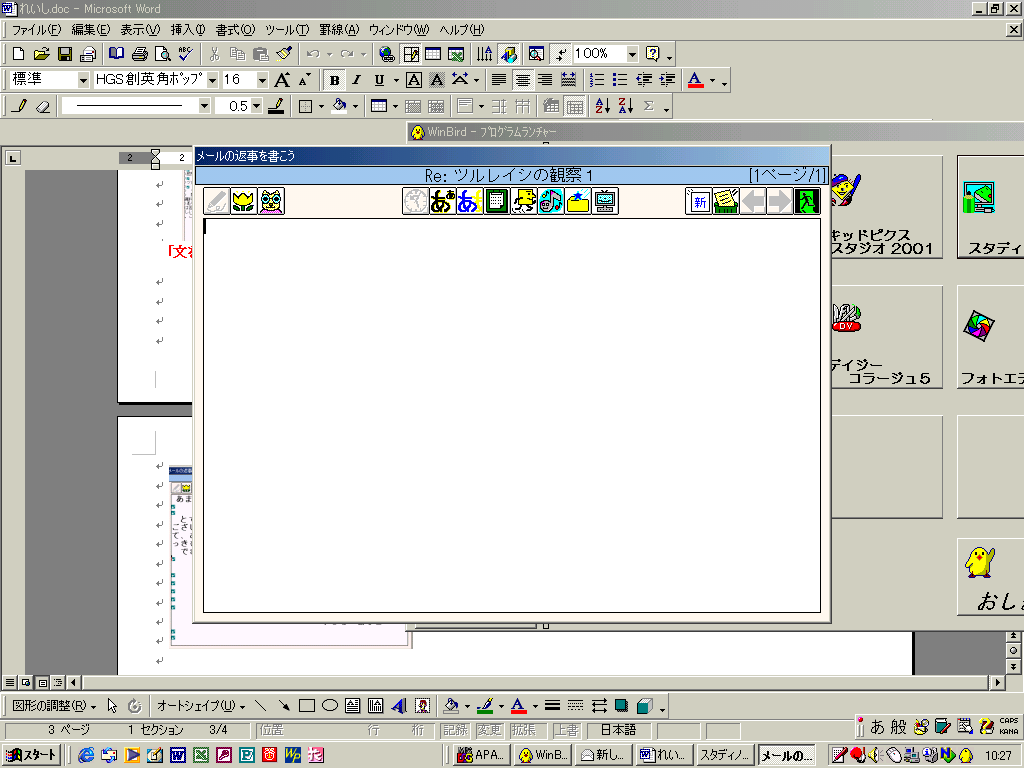 れいし.doc - Microsoft Word
ファイル(F) 編集(E) 表示(V) 挿入(I) 書式(O) ツール(T) 罫線(A) ウィンドウ(W) ヘルプ(H)
100%
標準 HGS創英角ポップ 16 B I U A A A
0.5
WinBird - プログラムランチャー
2 2
メールの返事を書こう
Re: ツルレイシの観察1 [1ページ/1]
新
キッドピクス
スタジオ 2001
スタディ
「文
DV
デイジー
コラージュ5
フォトエデ
図形の調整(R) オートシェイプ(U)
3 ページ 1 セクション 3/4 位置 行 桁 記録 変更 拡張 上書 日本語
あ 般 CAPS
KANA
スタート APA... WinB... 新し... れい... スタディノ... メールの... 10:27